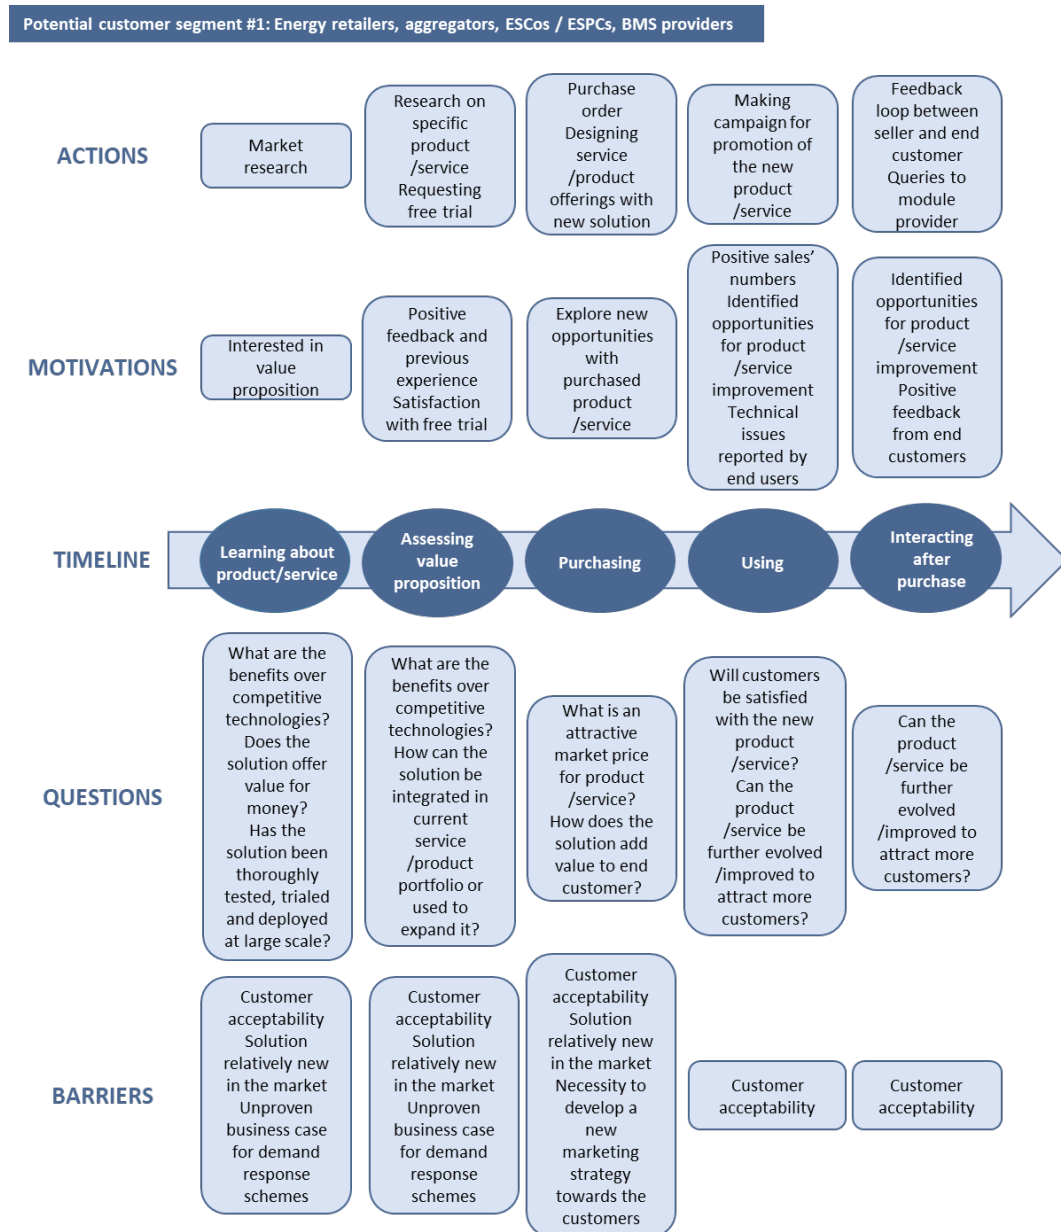 Potential customer segment #1: Energy retailers, aggregators, ESCos / ESPCs, BMS providers
ACTIONS
Market
research
Research on
specific
product
/service
Requesting
free trial
Purchase
order
Designing
service
/product
offerings with
new solution
Making
campaign for
promotion of
the new
product
/service
Feedback
loop between
seller and end
customer
Queries to
module
provider
MOTIVATIONS
Interested in
value
proposition
Positive
feedback and
previous
experience
Satisfaction
with free trial
Explore new
opportunities
with
purchased
product
/service
Positive sales’
numbers
Identified
opportunities
for product
/service
improvement
Technical
issues
reported by
end users
Identified
opportunities
for product
/service
improvement
Positive
feedback
from end
customers
TIMELINE
Learning about
product/service
Assessing
value
proposition
Purchasing
Using
Interacting
after
purchase
QUESTIONS
What are the
benefits over
competitive
technologies?
Does the
solution offer
value for
money?
Has the
solution been
thoroughly
tested, trialed
and deployed
at large scale?
What are the
benefits over
competitive
technologies?
How can the
solution be
integrated in
current
service
/product
portfolio or
used to
expand it?
What is an
attractive
market price
for product
/service?
How does the
solution add
value to end
customer?
Will customers
be satisfied
with the new
product
/service?
Can the
product
/service be
further evolved
/improved to
attract more
customers?
Can the
product
/service be
further
evolved
/improved to
attract more
customers?
BARRIERS
Customer
acceptability
Solution
relatively new
in the market
Unproven
business case
for demand
response
schemes
Customer
acceptability
Solution
relatively new
in the market
Unproven
business case
for demand
response
schemes
Customer
acceptability
Solution
relatively new
in the market
Necessity to
develop a
new
marketing
strategy
towards the
customers
Customer
acceptability
Customer
acceptability